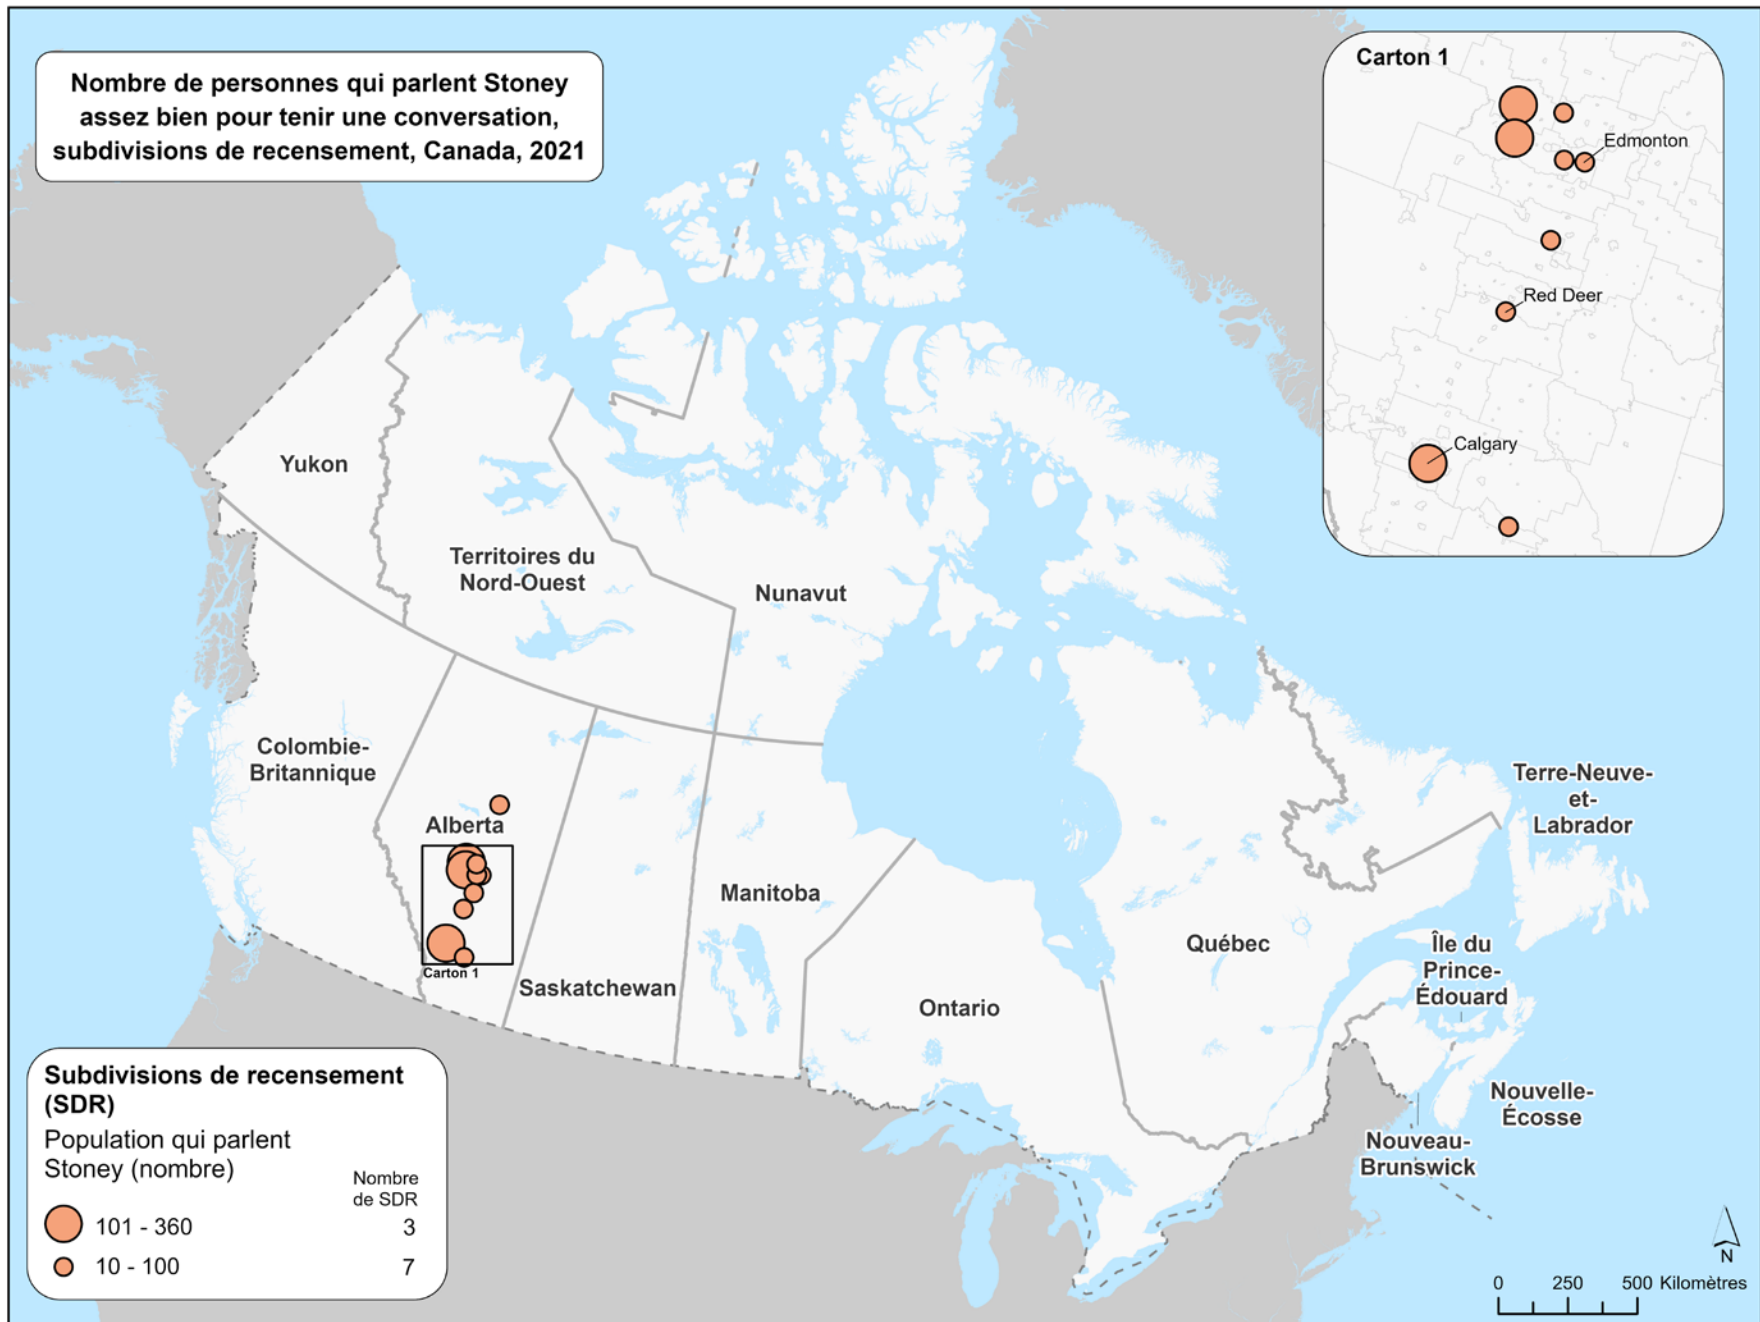 Nombre de personnes qui parlent Stoney
assez bien pour tenir une conversation,
subdivisions de recensement, Canada, 2021
Carton 1
Edmonton
Red Deer
Calgary
Yukon
Territoires du
Nord-Ouest
Nunavut
Colombie-
Britannique
Alberta
Carton 1
Saskatchewan
Manitoba
Ontario
Québec
Terre-Neuve-
et-
Labrador
Île du
Prince-
Édouard
Nouvelle-
Écosse
Nouveau-
Brunswick
Subdivisions de recensement
(SDR)
Population qui parlent
Stoney (nombre)
Nombre
de SDR
101 - 360 3
10 - 100 7
N
0 250 500 Kilomètres